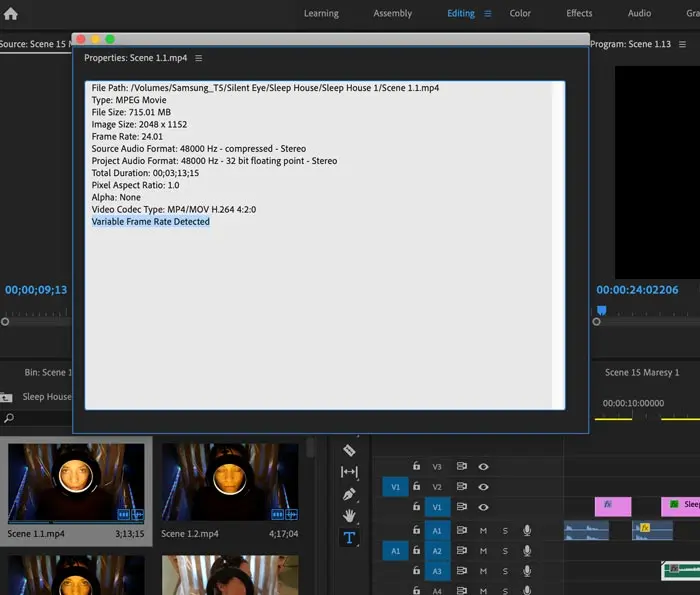 Learning Assembly Editing Color Effects Audio Gra
Source: Scene 15 M
Program: Scene 1.13
Properties: Scene 1.1.mp4
File Path: /Volumes/Samsung_T5/Silent Eye/Sleep House/Sleep House 1/Scene 1.1.mp4
Type: MPEG Movie
File Size: 715.01 MB
Image Size: 2048 x 1152
Frame Rate: 24.01
Source Audio Format: 48000 Hz - compressed - Stereo
Project Audio Format: 48000 Hz - 32 bit floating point - Stereo
Total Duration: 00;03;13;15
Pixel Aspect Ratio: 1.0
Alpha: None
Video Codec Type: MP4/MOV H.264 4:2:0
Variable Frame Rate Detected
00;00;09;13
00:00:24:02206
Bin: Scene 1
Scene 15 Maresy 1
Sleep House
00:00:10:00000
V3
V1 V2
V1 fx fx Slee
Scene 1.1.mp4 3;13;15
Scene 1.2.mp4 4;17;04
A1 M S fx
A1 A2 M S
A3 M S fx
A4 M S
T